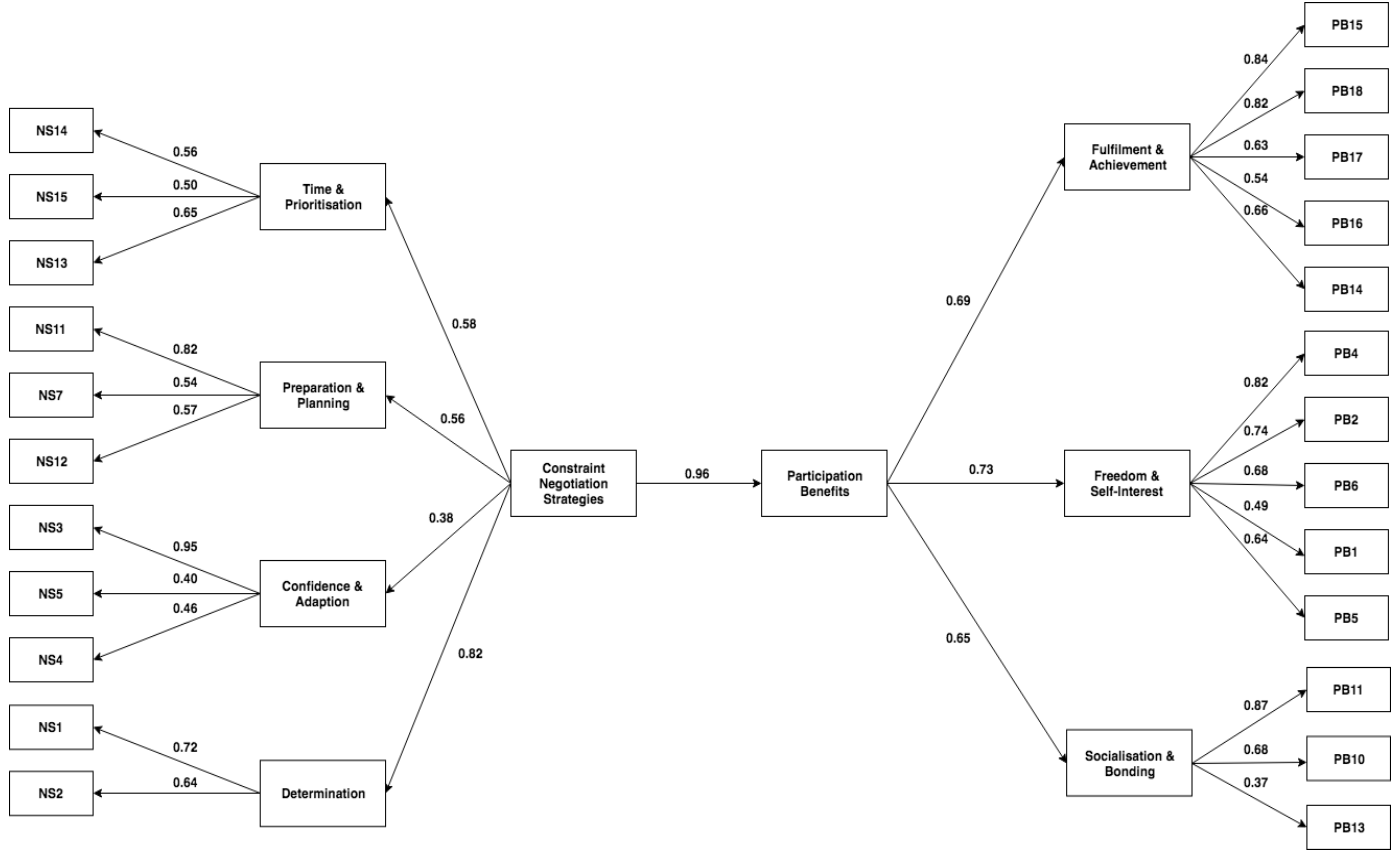 PB15
0.84
PB18
0.82
Fulfilment &
Achievement
0.63
PB17
0.54
PB16
0.66
PB14
NS14
0.56
NS15
0.50
Time &
Prioritisation
0.65
NS13
NS11
0.82
NS7
0.54
Preparation &
Planning
0.57
NS12
NS3
0.95
NS5
0.40
Confidence &
Adaption
0.46
NS4
NS1
0.72
NS2
0.64
Determination
0.58
0.56
0.38
0.82
Constraint
Negotiation
Strategies
0.96
Participation
Benefits
0.69
0.73
0.65
Freedom &
Self-Interest
PB4
0.82
PB2
0.74
PB6
0.68
0.49
PB1
0.64
PB5
Socialisation &
Bonding
PB11
0.87
PB10
0.68
0.37
PB13